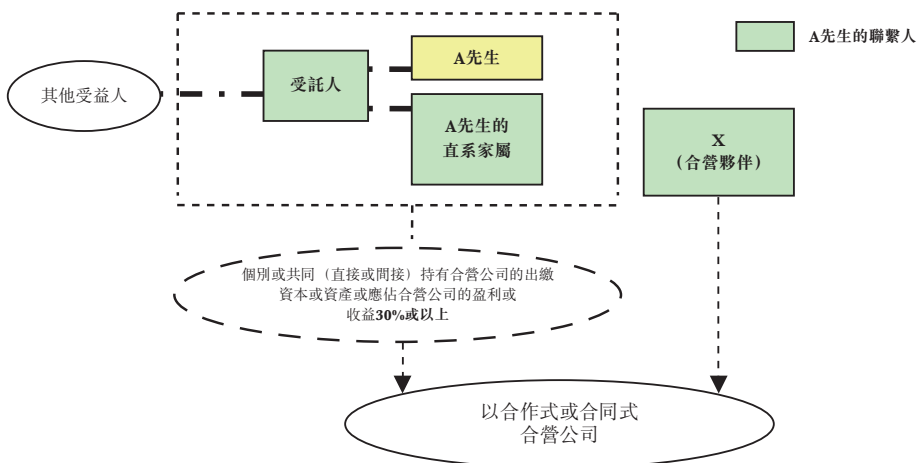 A先生的聯繫人
A先生
受託人
其他受益人
A先生的
直系家屬
X
(合營夥伴)
個別或共同（直接或間接）持有合營公司的出繳
資本或資產或應佔合營公司的盈利或
收益30%或以上
以合作式或合同式
合營公司